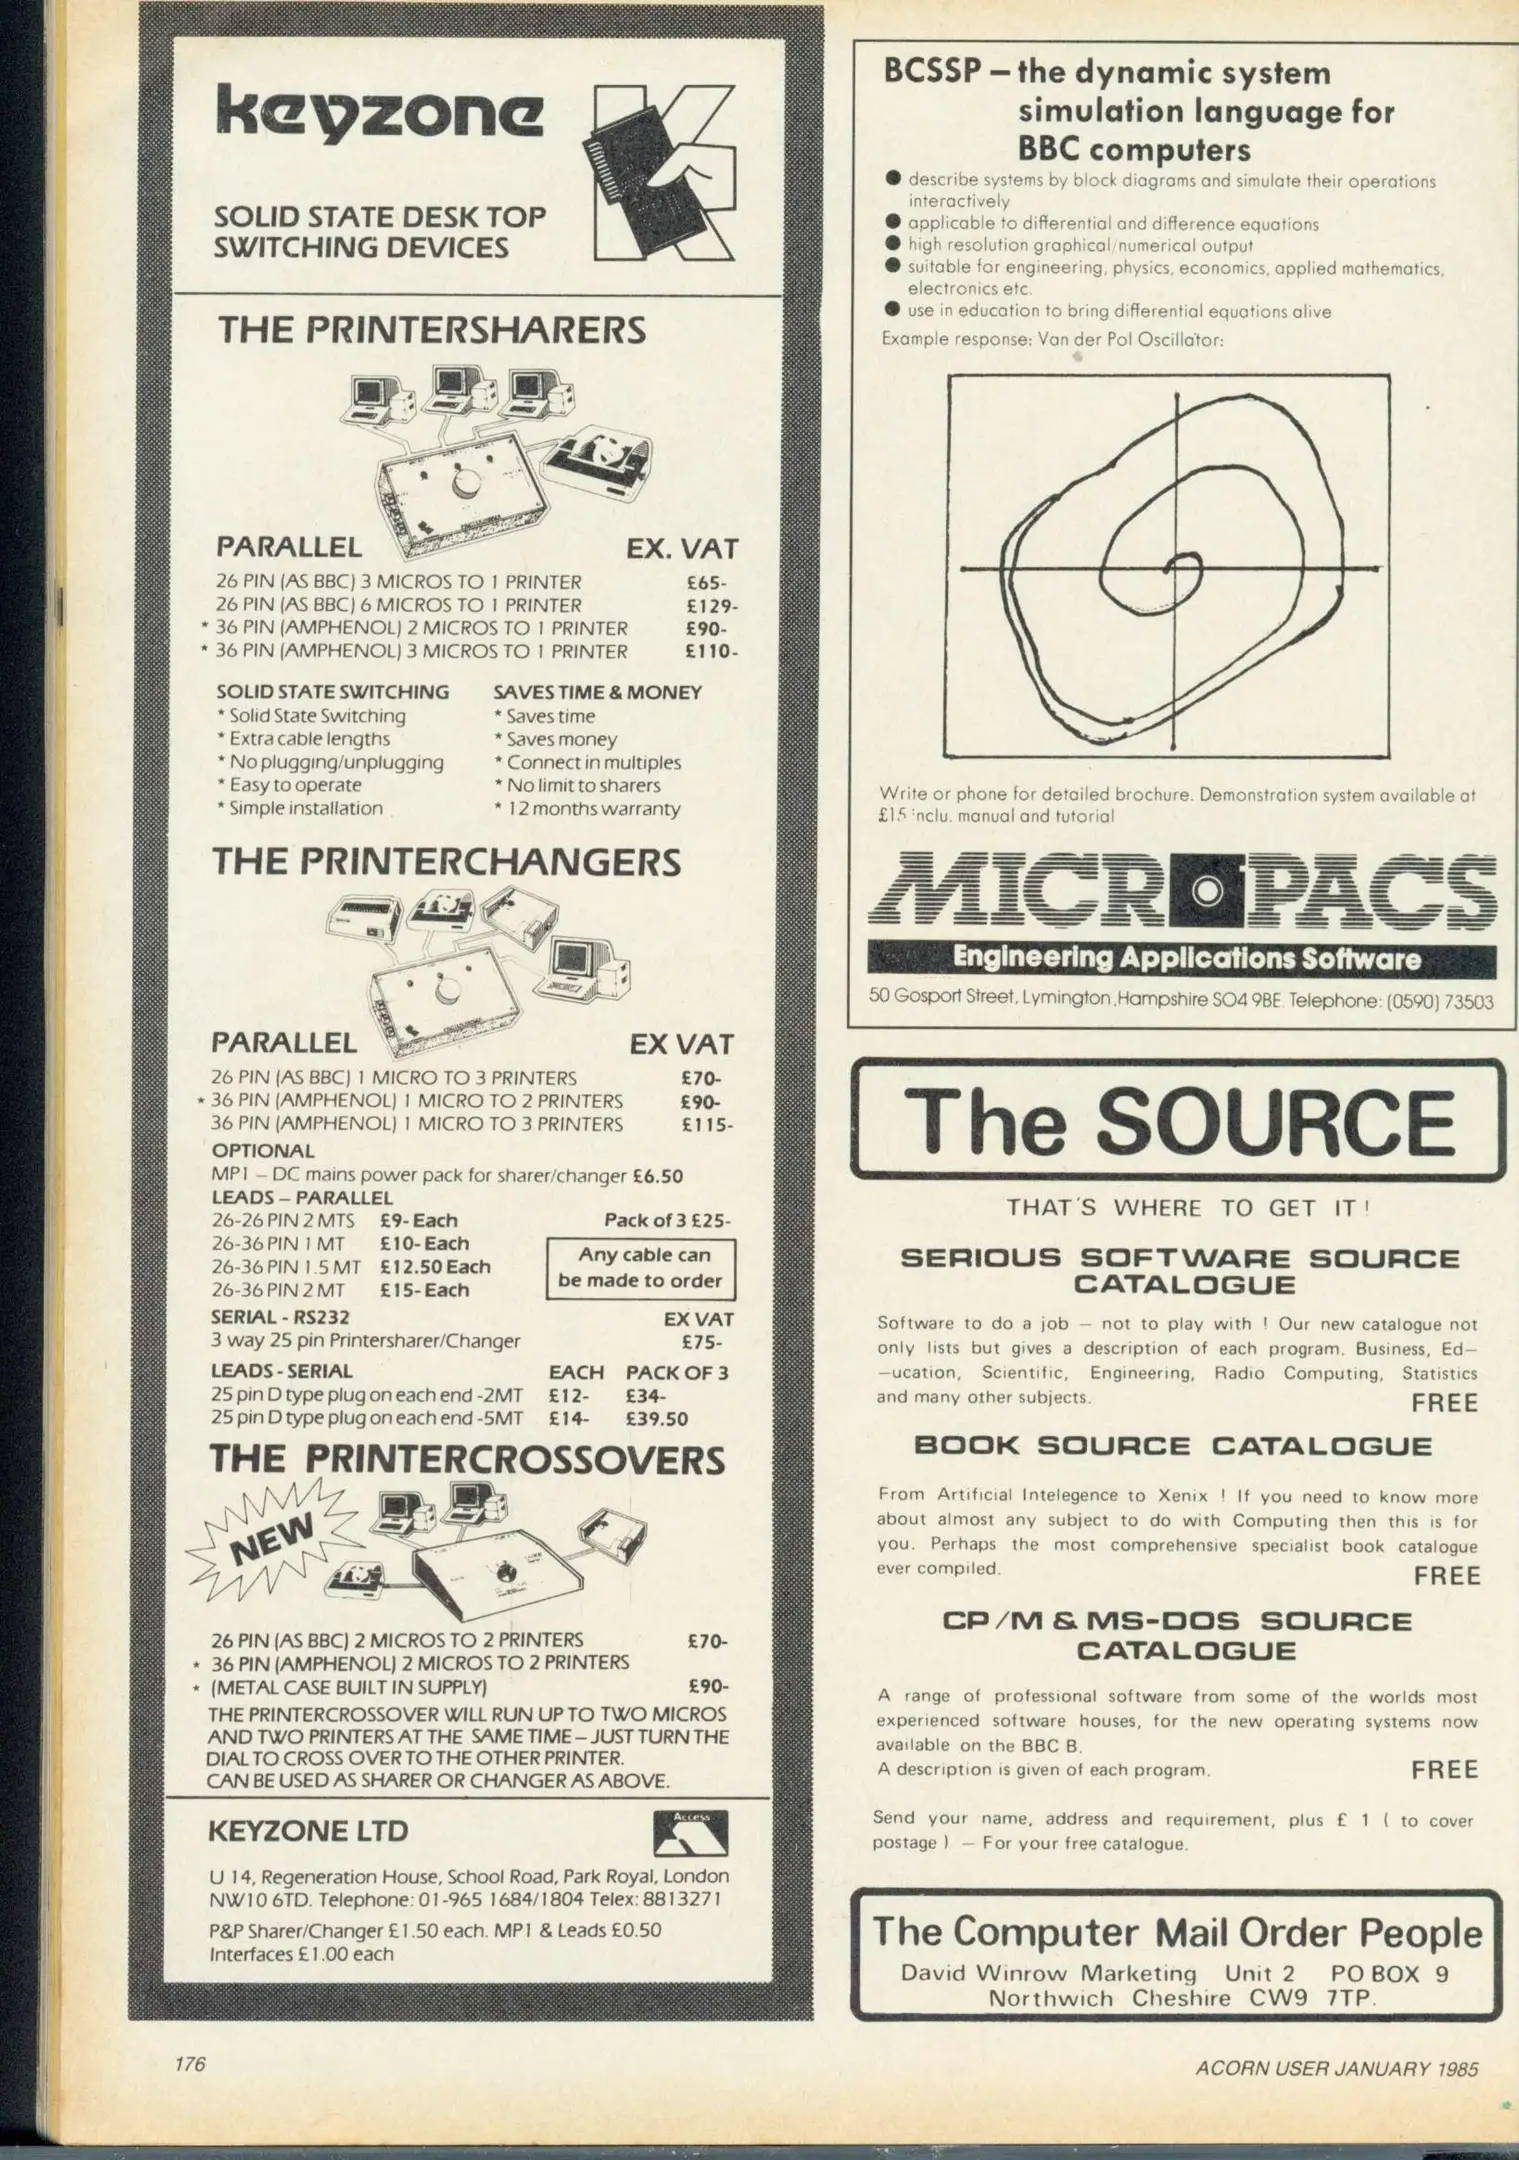 keyzone
SOLID STATE DESK TOP
SWITCHING DEVICES
THE PRINTERSHARERS
PARALLEL EX. VAT
26 PIN (AS BBC) 3 MICROS TO 1 PRINTER £65-
26 PIN (AS BBC) 6 MICROS TO 1 PRINTER £129-
* 36 PIN (AMPHENOL) 2 MICROS TO 1 PRINTER £90-
* 36 PIN (AMPHENOL) 3 MICROS TO 1 PRINTER £110-
SOLID STATE SWITCHING
* Solid State Switching
* Extra cable lengths
* No plugging/unplugging
* Easy to operate
* Simple installation
SAVES TIME & MONEY
* Saves time
* Saves money
* Connect in multiples
* No limit to sharers
* 12 months warranty
THE PRINTERCHANGERS
PARALLEL EX VAT
26 PIN (AS BBC) 1 MICRO TO 3 PRINTERS £70-
* 36 PIN (AMPHENOL) 1 MICRO TO 2 PRINTERS £90-
36 PIN (AMPHENOL) 1 MICRO TO 3 PRINTERS £115-
OPTIONAL
MP1 – DC mains power pack for sharer/changer £6.50
LEADS – PARALLEL
26-26 PIN 2 MTS £9- Each Pack of 3 £25-
26-36 PIN 1 MT £10- Each
26-36 PIN 1.5 MT £12.50 Each
26-36 PIN 2 MT £15- Each
Any cable can
be made to order
SERIAL - RS232 EX VAT
3 way 25 pin Printersharer/Changer £75-
LEADS - SERIAL EACH PACK OF 3
25 pin D type plug on each end -2MT £12- £34-
25 pin D type plug on each end -5MT £14- £39.50
THE PRINTERCROSSOVERS
NEW
26 PIN (AS BBC) 2 MICROS TO 2 PRINTERS £70-
* 36 PIN (AMPHENOL) 2 MICROS TO 2 PRINTERS
* (METAL CASE BUILT IN SUPPLY) £90-
THE PRINTERCROSSOVER WILL RUN UP TO TWO MICROS
AND TWO PRINTERS AT THE SAME TIME – JUST TURN THE
DIAL TO CROSS OVER TO THE OTHER PRINTER.
CAN BE USED AS SHARER OR CHANGER AS ABOVE.
KEYZONE LTD
Access
U 14, Regeneration House, School Road, Park Royal, London
NW10 6TD. Telephone: 01-965 1684/1804 Telex: 8813271
P&P Sharer/Changer £1.50 each. MP1 & Leads £0.50
Interfaces £1.00 each
BCSSP – the dynamic system
simulation language for
BBC computers
● describe systems by block diagrams and simulate their operations
interactively
● applicable to differential and difference equations
● high resolution graphical/numerical output
● suitable for engineering, physics, economics, applied mathematics,
electronics etc.
● use in education to bring differential equations alive
Example response: Van der Pol Oscillator:
Write or phone for detailed brochure. Demonstration system available at
£15 inclu. manual and tutorial
MICROPACS
Engineering Applications Software
50 Gosport Street, Lymington, Hampshire SO4 9BE. Telephone: (0590) 73503
The SOURCE
THAT'S WHERE TO GET IT !
SERIOUS SOFTWARE SOURCE
CATALOGUE
Software to do a job – not to play with ! Our new catalogue not
only lists but gives a description of each program. Business, Ed–
–ucation, Scientific, Engineering, Radio Computing, Statistics
and many other subjects. FREE
BOOK SOURCE CATALOGUE
From Artificial Intelegence to Xenix ! If you need to know more
about almost any subject to do with Computing then this is for
you. Perhaps the most comprehensive specialist book catalogue
ever compiled. FREE
CP/M & MS-DOS SOURCE
CATALOGUE
A range of professional software from some of the worlds most
experienced software houses, for the new operating systems now
available on the BBC B.
A description is given of each program. FREE
Send your name, address and requirement, plus £ 1 ( to cover
postage ) – For your free catalogue.
The Computer Mail Order People
David Winrow Marketing Unit 2 PO BOX 9
Northwich Cheshire CW9 7TP.
176
ACORN USER JANUARY 1985